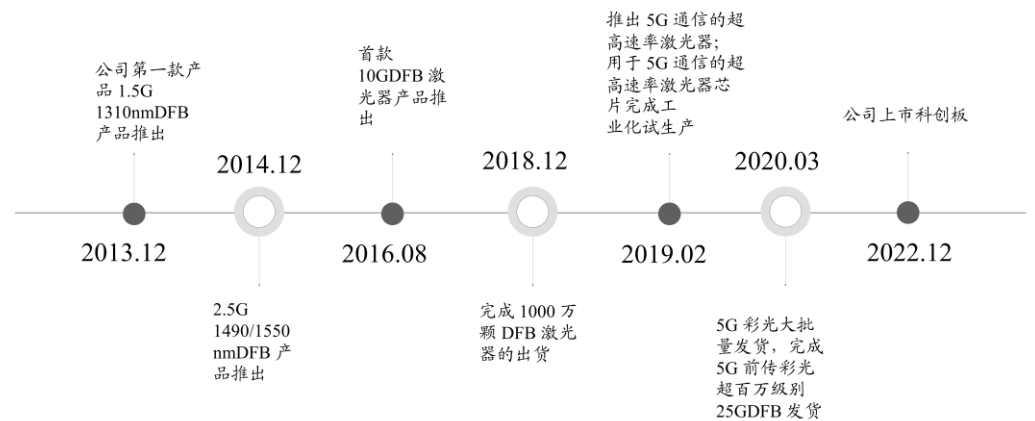 公司第一款产
品 1.5G
1310nmDFB
产品推出
2013.12
2014.12
2.5G
1490/1550
nmDFB 产
品推出
首款
10GDFB 激
光器产品推
出
2016.08
2018.12
完成 1000 万
颗 DFB 激光
器的出货
推出 5G 通信的超
高速率激光器；
用于 5G 通信的超
高速率激光器芯
片完成工
业化试生产
2019.02
2020.03
5G 彩光大批
量发货，完成
5G 前传彩光
超百万级别
25GDFB 发货
公司上市科创板
2022.12